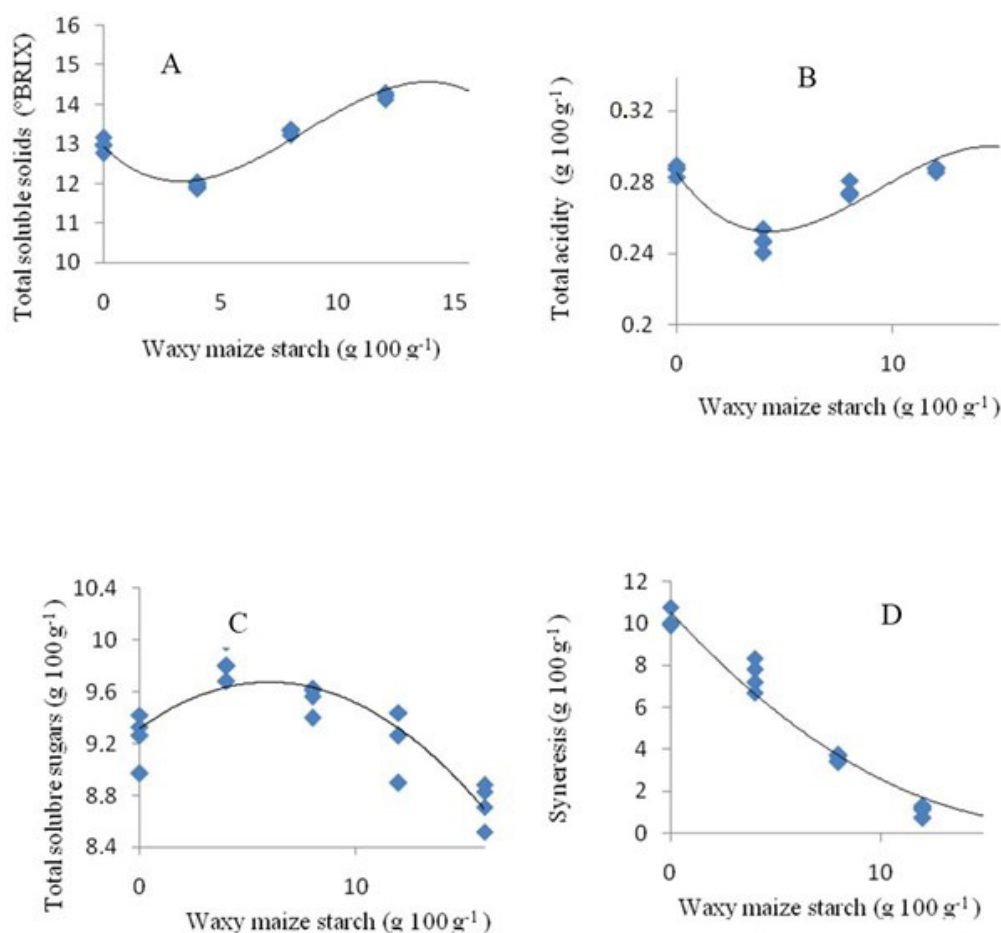 A
Total soluble solids (°BRIX)
16
15
14
13
12
11
10
0 5 10 15
Waxy maize starch (g 100 g⁻¹)
B
Total acidity (g 100 g⁻¹)
0.32
0.28
0.24
0.2
0 10
Waxy maize starch (g 100 g⁻¹)
C
Total solubre sugars (g 100 g⁻¹)
10.4
10
9.6
9.2
8.8
8.4
0 10
Waxy maize starch (g 100 g⁻¹)
D
Syneresis (g 100 g⁻¹)
12
10
8
6
4
2
0
0 10
Waxy maize starch (g 100 g⁻¹)